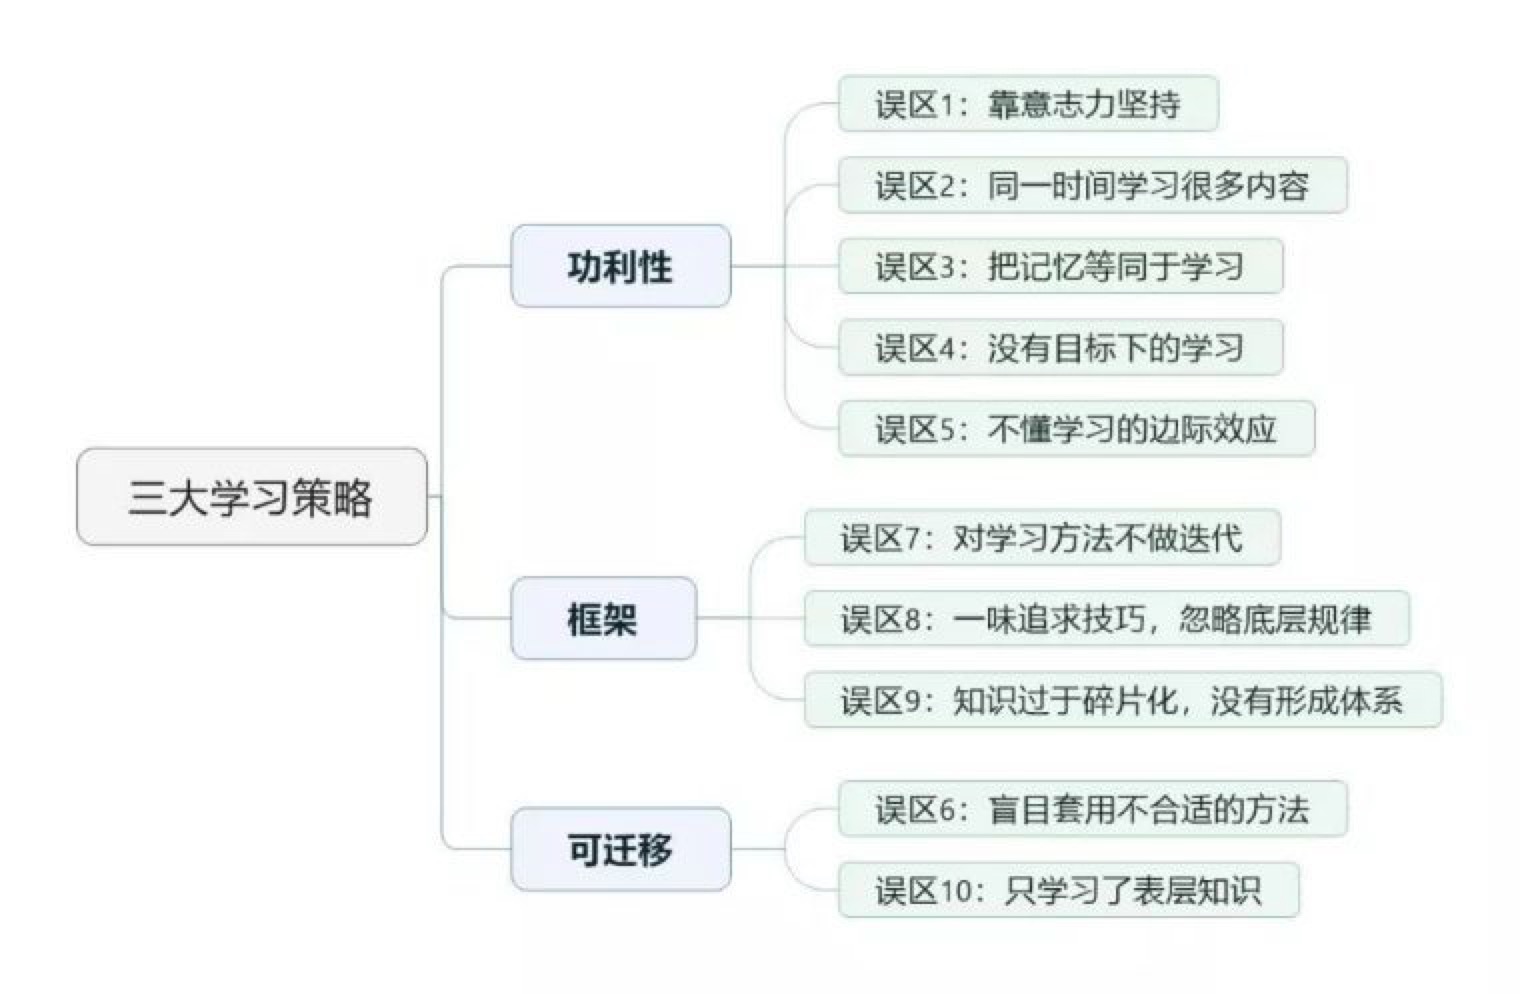 三大学习策略
功利性
误区1：靠意志力坚持
误区2：同一时间学习很多内容
误区3：把记忆等同于学习
误区4：没有目标下的学习
误区5：不懂学习的边际效应
框架
误区7：对学习方法不做迭代
误区8：一味追求技巧，忽略底层规律
误区9：知识过于碎片化，没有形成体系
可迁移
误区6：盲目套用不合适的方法
误区10：只学习了表层知识